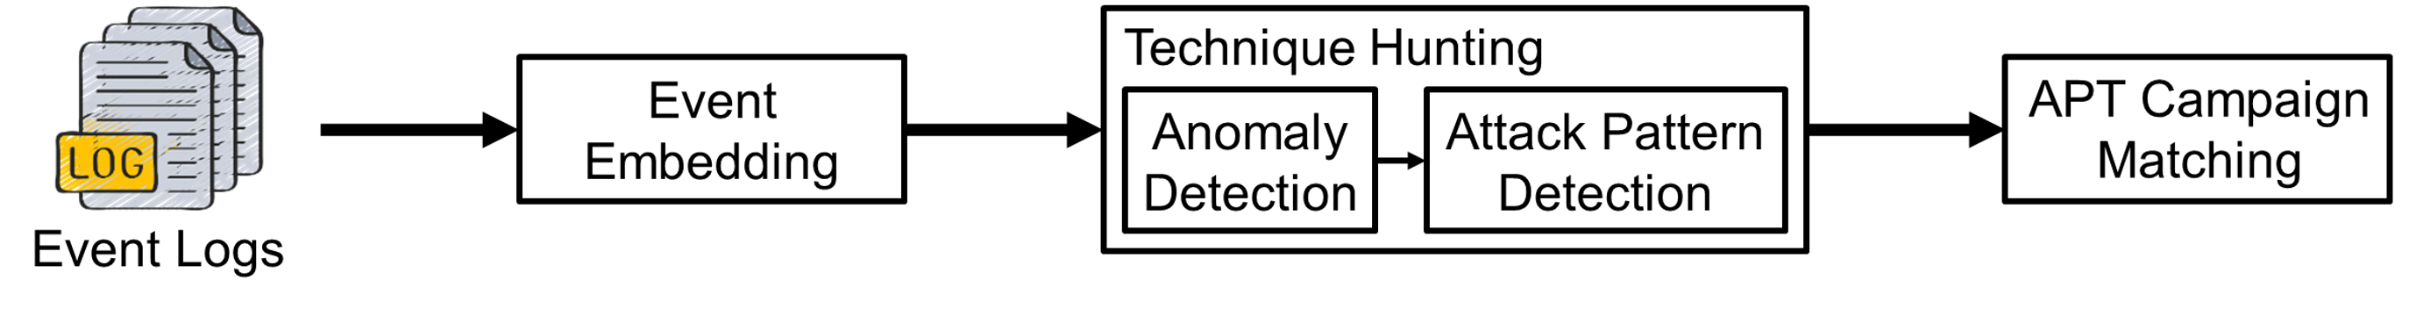 LOG
Event Logs
Event
Embedding
Technique Hunting
Anomaly
Detection
Attack Pattern
Detection
APT Campaign
Matching